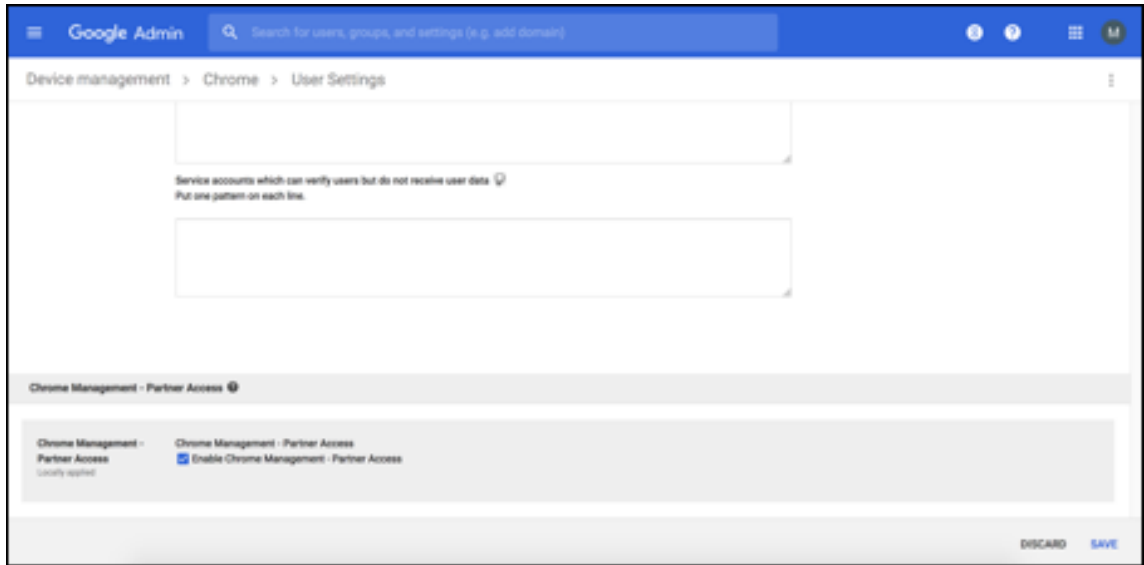 Google Admin
Search for users, groups, and settings (e.g. add domain)
M
Device management > Chrome > User Settings
Service accounts which can verify users but do not receive user data
Put one pattern on each line.
Chrome Management - Partner Access
Chrome Management - Partner Access
Locally applied
Chrome Management - Partner Access
Enable Chrome Management - Partner Access
DISCARD SAVE